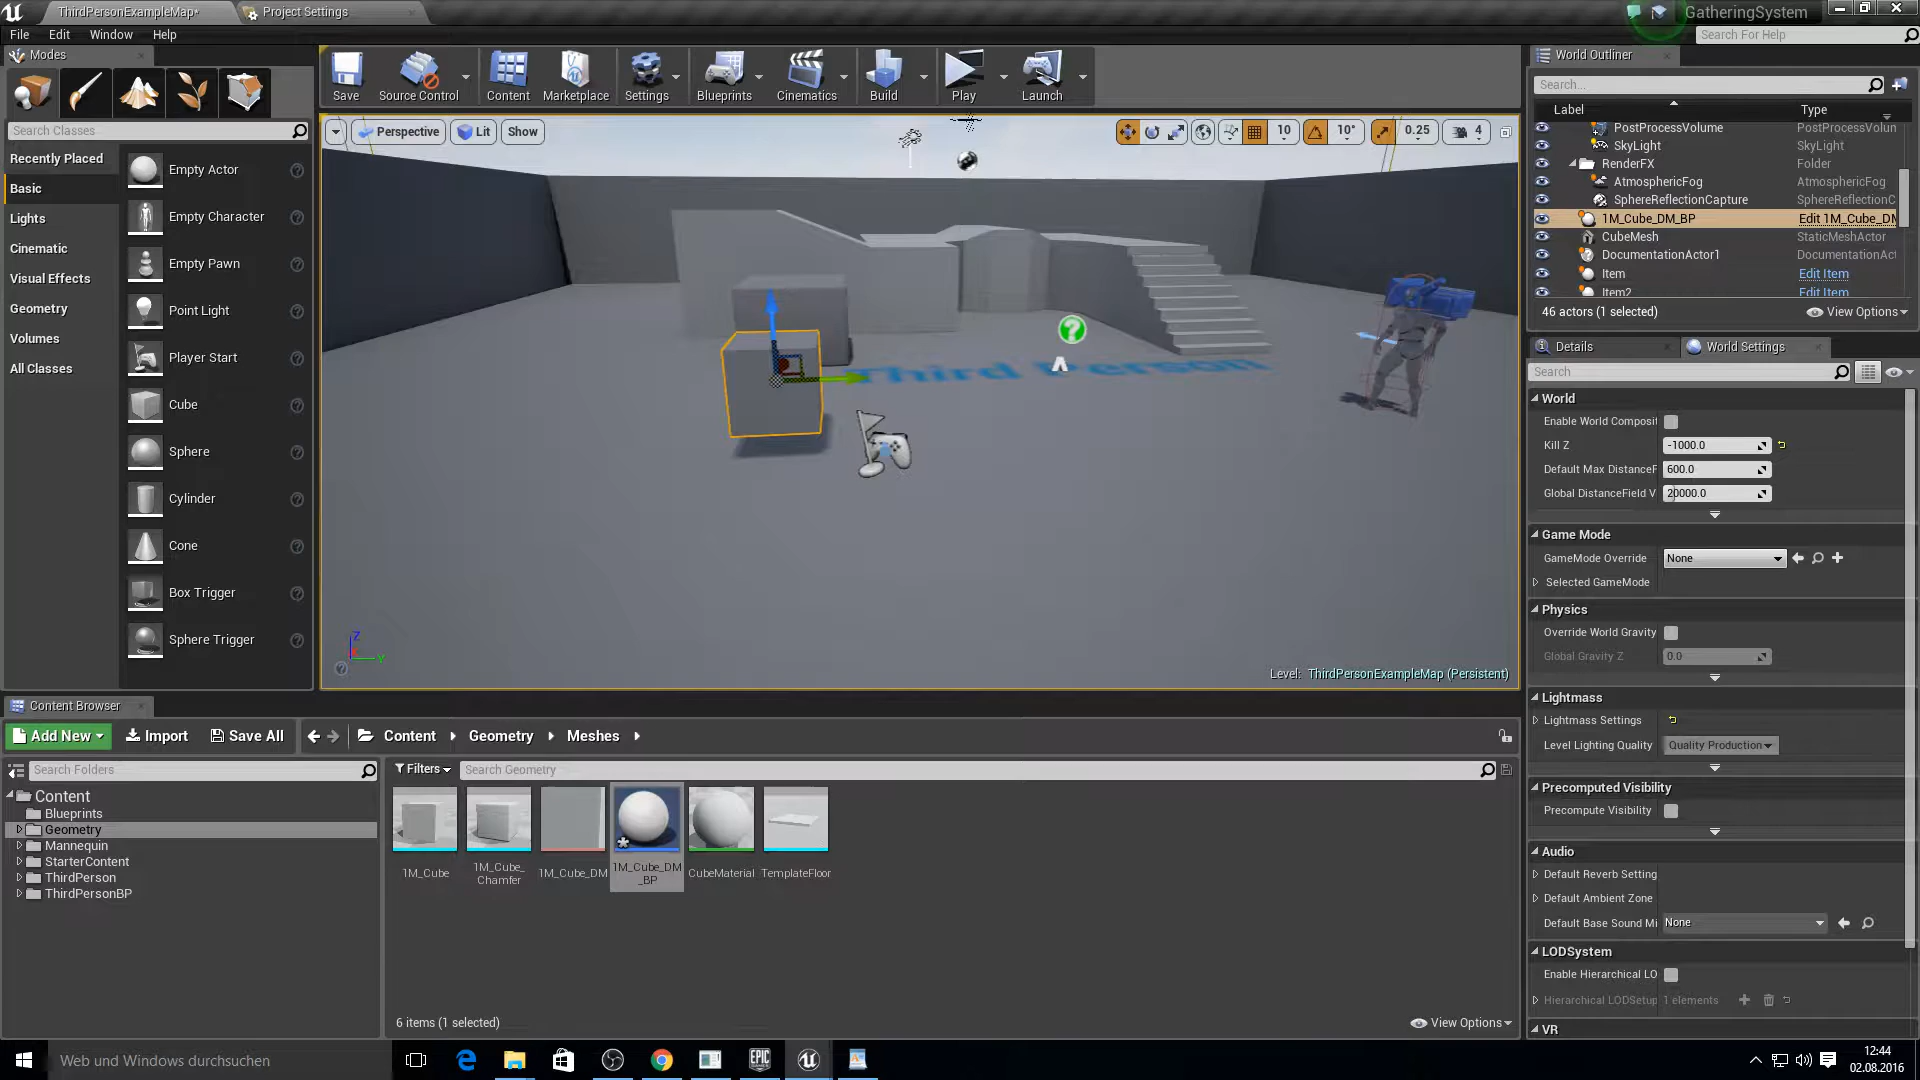 ThirdPersonExampleMap*
Project Settings
GatheringSystem
File
Edit
Window
Help
Search For Help
Modes
Save
Source Control
Content
Marketplace
Settings
Blueprints
Cinematics
Build
Play
Launch
Search Classes
Recently Placed
Basic
Lights
Cinematic
Visual Effects
Geometry
Volumes
All Classes
Empty Actor
Empty Character
Empty Pawn
Point Light
Player Start
Cube
Sphere
Cylinder
Cone
Box Trigger
Sphere Trigger
Perspective
Lit
Show
10
10°
0.25
4
Third Person
Z
Y
Level: ThirdPersonExampleMap (Persistent)
World Outliner
Search...
Label
Type
PostProcessVolume
PostProcessVolun
SkyLight
SkyLight
RenderFX
Folder
AtmosphericFog
AtmosphericFog
SphereReflectionCapture
SphereReflectionC
1M_Cube_DM_BP
Edit 1M_Cube_DM
CubeMesh
StaticMeshActor
DocumentationActor1
DocumentationAct
Item
Edit Item
Item2
Edit Item
46 actors (1 selected)
View Options
Details
World Settings
Search
World
Enable World Composit
Kill Z
-1000.0
Default Max DistanceF
600.0
Global DistanceField V
20000.0
Game Mode
GameMode Override
None
Selected GameMode
Physics
Override World Gravity
Global Gravity Z
0.0
Lightmass
Lightmass Settings
Level Lighting Quality
Quality Production
Precomputed Visibility
Precompute Visibility
Audio
Default Reverb Setting
Default Ambient Zone
Default Base Sound Mi
None
LODSystem
Enable Hierarchical LO
Hierarchical LODSetup
1 elements
VR
Content Browser
Add New
Import
Save All
Content
Geometry
Meshes
Search Folders
Filters
Search Geometry
Content
Blueprints
Geometry
Mannequin
StarterContent
ThirdPerson
ThirdPersonBP
1M_Cube
1M_Cube_
Chamfer
1M_Cube_DM
1M_Cube_DM
_BP
CubeMaterial
TemplateFloor
6 items (1 selected)
View Options
Web und Windows durchsuchen
EPIC
12:44
02.08.2016